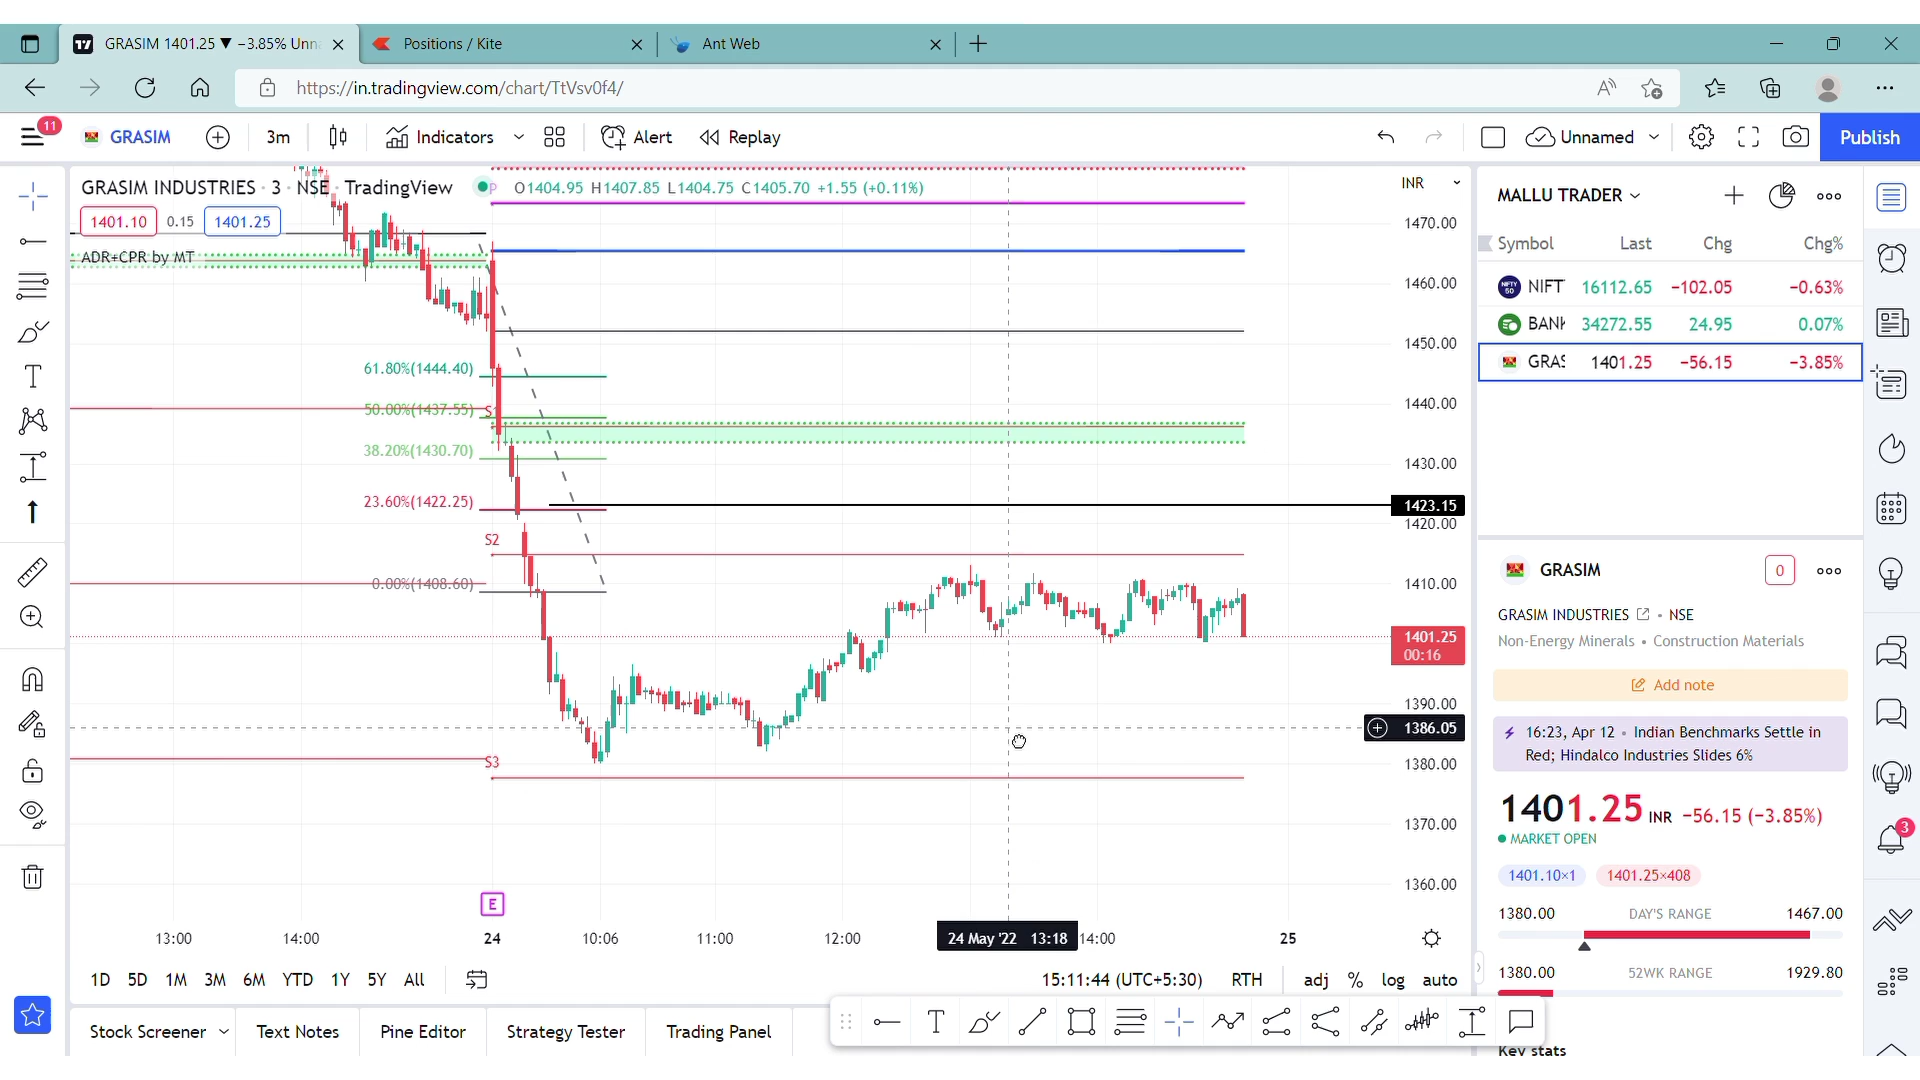 GRASIM 1401.25 ▼ −3.85% Unn
Positions / Kite
Ant Web
https://in.tradingview.com/chart/TtVsv0f4/
11
GRASIM
3m
Indicators
Alert
Replay
Unnamed
Publish
GRASIM INDUSTRIES · 3 · NSE · TradingView
P
O1404.95 H1407.85 L1404.75 C1405.70 +1.55 (+0.11%)
INR
1401.10
0.15
1401.25
ADR+CPR by MT
61.80%(1444.40)
50.00%(1437.55)
38.20%(1430.70)
23.60%(1422.25)
0.00%(1408.60)
S2
S3
E
1470.00
1460.00
1450.00
1440.00
1430.00
1423.15
1420.00
1410.00
1401.25
00:16
1390.00
1386.05
1380.00
1370.00
1360.00
13:00
14:00
24
10:06
11:00
12:00
24 May '22 13:18
14:00
25
1D
5D
1M
3M
6M
YTD
1Y
5Y
All
15:11:44 (UTC+5:30)
RTH
adj
%
log
auto
Stock Screener
Text Notes
Pine Editor
Strategy Tester
Trading Panel
MALLU TRADER
Symbol Last Chg Chg%
NIFT 16112.65 −102.05 −0.63%
BANK 34272.55 24.95 0.07%
GRAS 1401.25 −56.15 −3.85%
GRASIM
0
GRASIM INDUSTRIES • NSE
Non-Energy Minerals • Construction Materials
Add note
16:23, Apr 12 • Indian Benchmarks Settle in
Red; Hindalco Industries Slides 6%
1401.25 INR −56.15 (−3.85%)
MARKET OPEN
1401.10×1
1401.25×408
1380.00 DAY'S RANGE 1467.00
1380.00 52WK RANGE 1929.80
Key stats
3